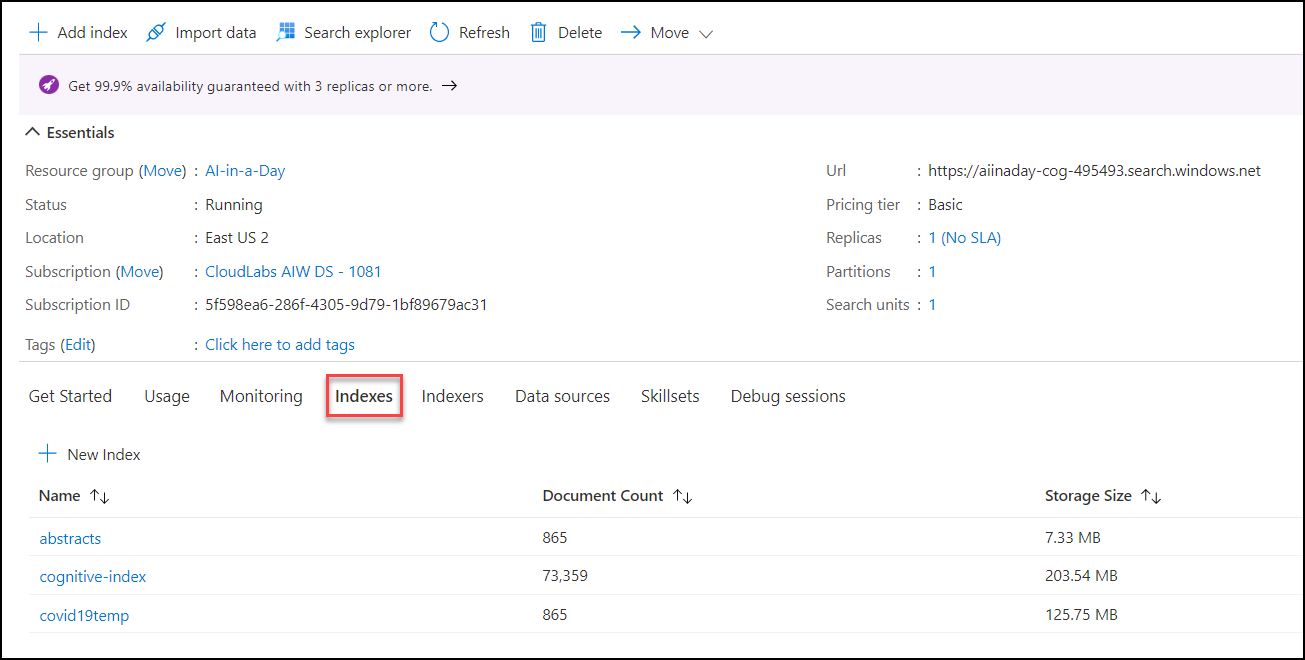 Add index Import data Search explorer Refresh Delete Move
Get 99.9% availability guaranteed with 3 replicas or more.
Essentials
Resource group (Move) : AI-in-a-Day Url : https://aiinaday-cog-495493.search.windows.net
Status : Running Pricing tier : Basic
Location : East US 2 Replicas : 1 (No SLA)
Subscription (Move) : CloudLabs AIW DS - 1081 Partitions : 1
Subscription ID : 5f598ea6-286f-4305-9d79-1bf89679ac31 Search units : 1
Tags (Edit) : Click here to add tags
Get Started Usage Monitoring Indexes Indexers Data sources Skillsets Debug sessions
New Index
Name Document Count Storage Size
abstracts 865 7.33 MB
cognitive-index 73,359 203.54 MB
covid19temp 865 125.75 MB